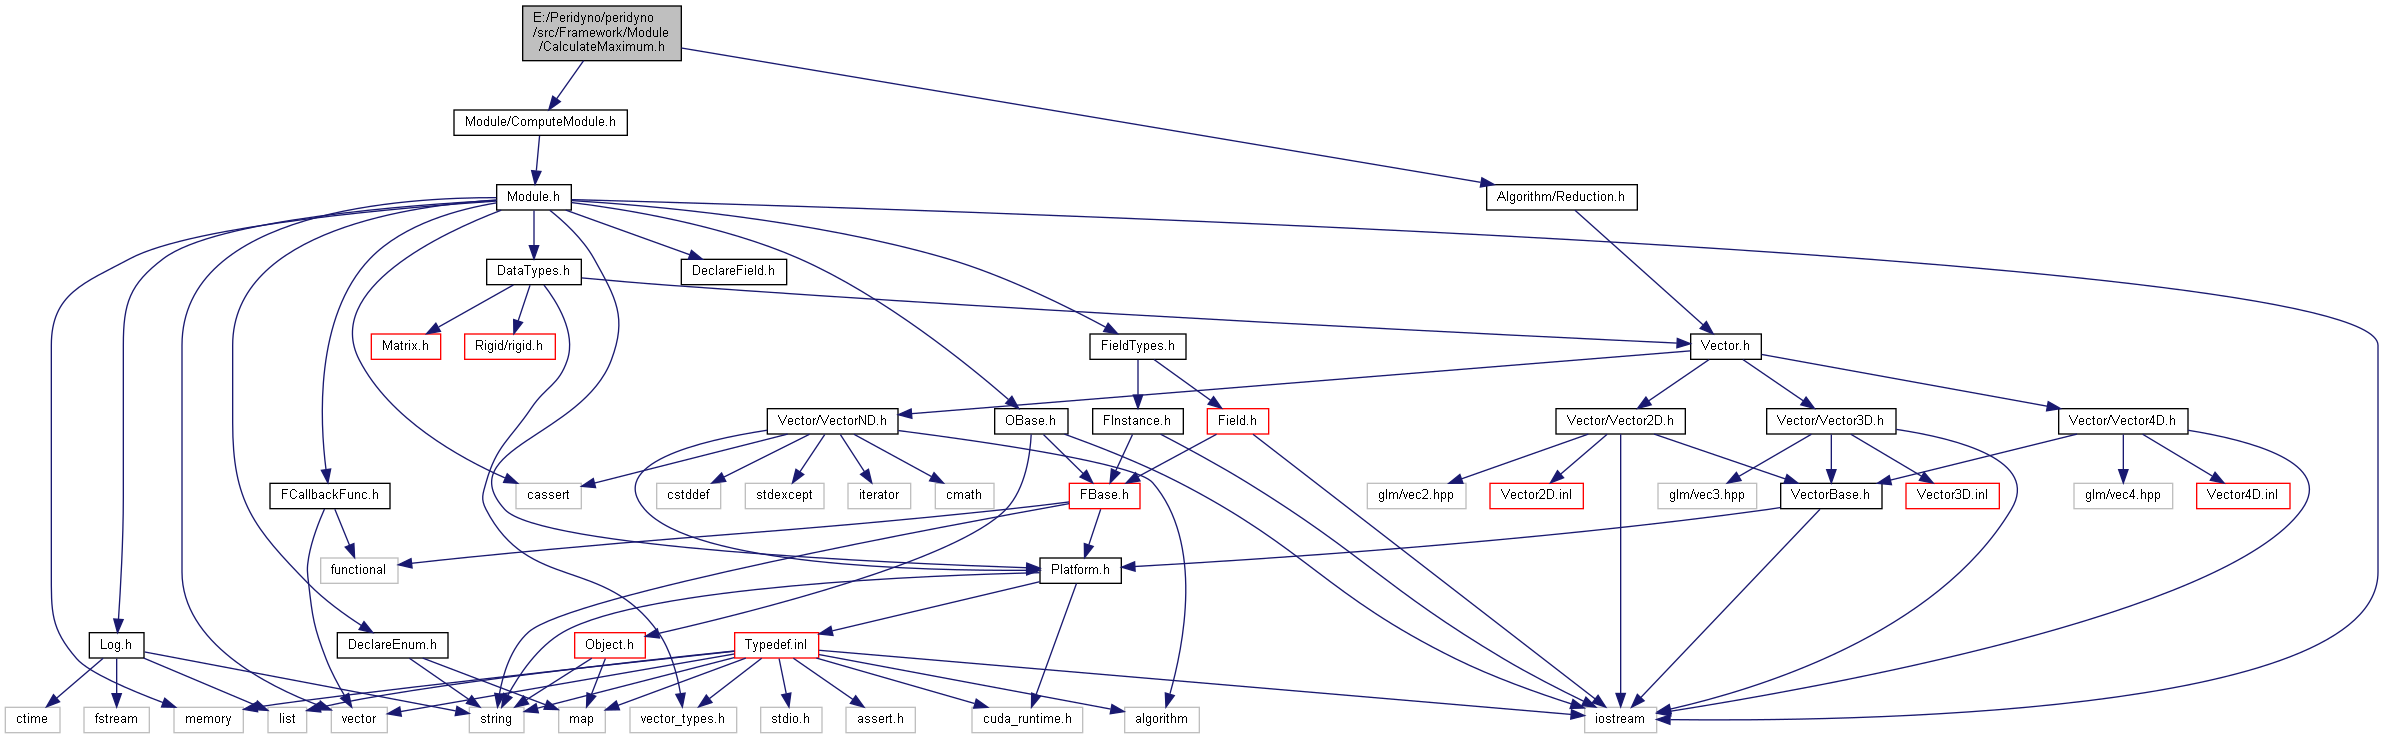 E:/Peridyno/peridyno
/src/Framework/Module
/CalculateMaximum.h
Module/ComputeModule.h
Module.h
Algorithm/Reduction.h
DataTypes.h
DeclareField.h
Matrix.h
Rigid/rigid.h
FieldTypes.h
Vector.h
Vector/VectorND.h
OBase.h
FInstance.h
Field.h
Vector/Vector2D.h
Vector/Vector3D.h
Vector/Vector4D.h
FCallbackFunc.h
cassert
cstddef
stdexcept
iterator
cmath
FBase.h
glm/vec2.hpp
Vector2D.inl
glm/vec3.hpp
VectorBase.h
Vector3D.inl
glm/vec4.hpp
Vector4D.inl
functional
Platform.h
Log.h
DeclareEnum.h
Object.h
Typedef.inl
ctime
fstream
memory
list
vector
string
map
vector_types.h
stdio.h
assert.h
cuda_runtime.h
algorithm
iostream